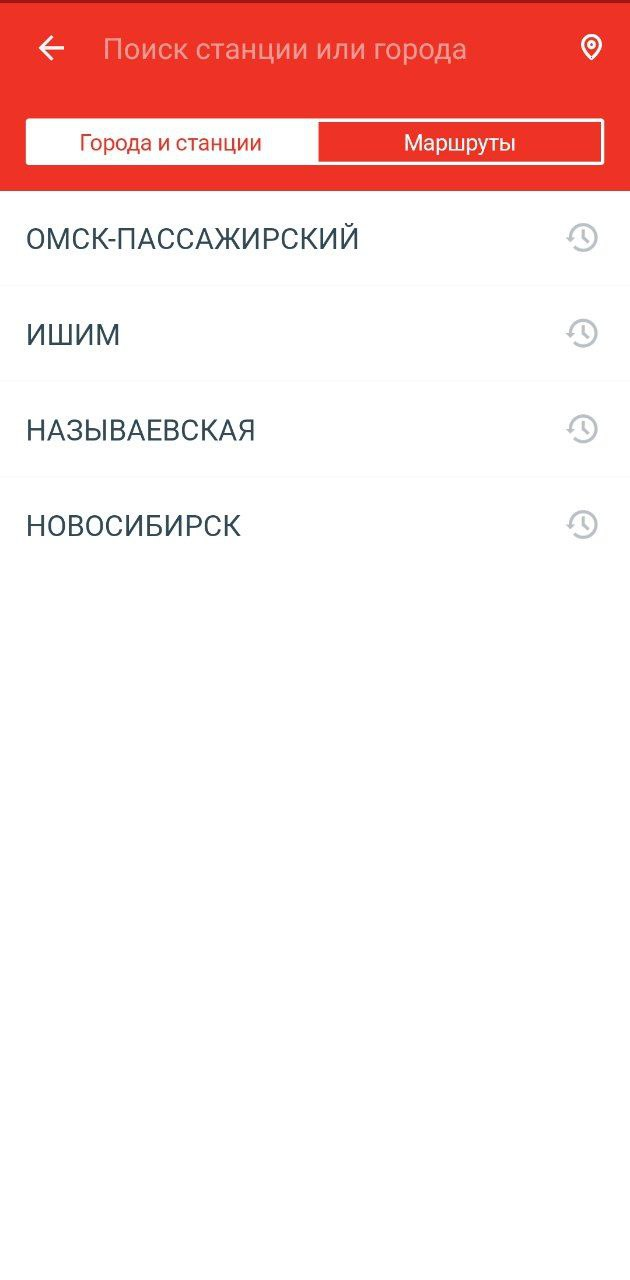 Поиск станции или города
Города и станции
Маршруты
ОМСК-ПАССАЖИРСКИЙ
ИШИМ
НАЗЫВАЕВСКАЯ
НОВОСИБИРСК